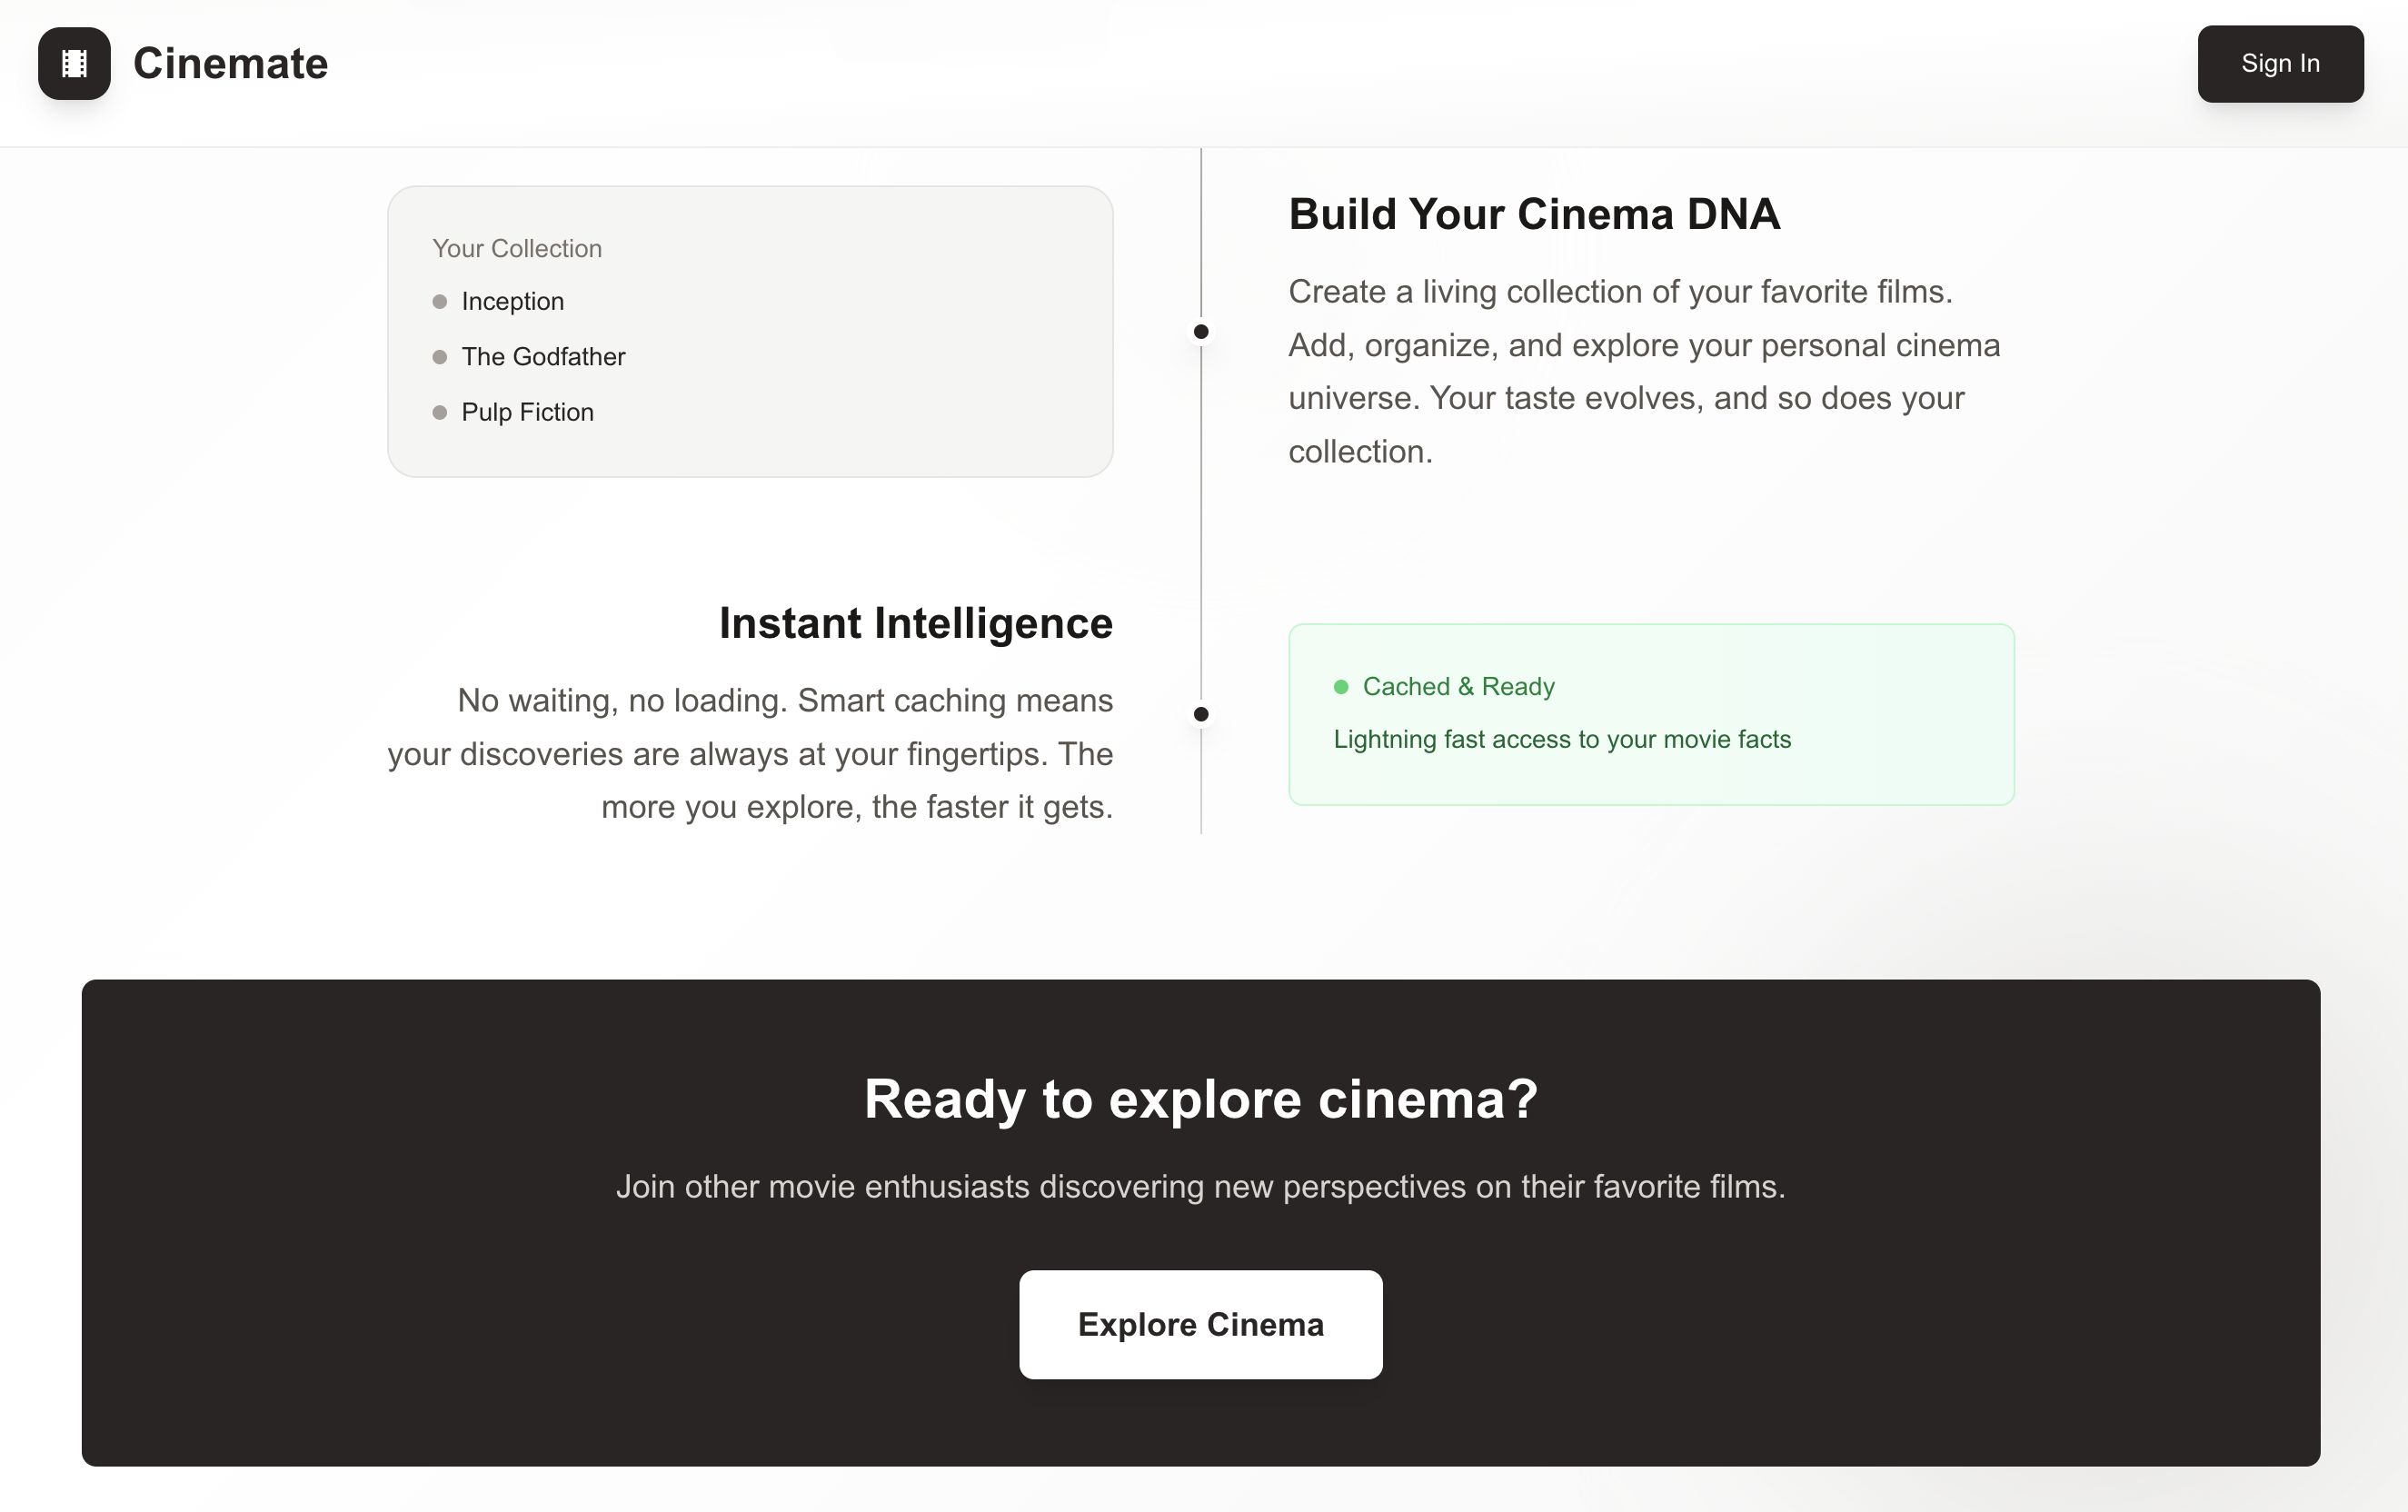 Cinemate
Sign In
Your Collection
Inception
The Godfather
Pulp Fiction
Build Your Cinema DNA
Create a living collection of your favorite films.
Add, organize, and explore your personal cinema
universe. Your taste evolves, and so does your
collection.
Instant Intelligence
No waiting, no loading. Smart caching means
your discoveries are always at your fingertips. The
more you explore, the faster it gets.
Cached & Ready
Lightning fast access to your movie facts
Ready to explore cinema?
Join other movie enthusiasts discovering new perspectives on their favorite films.
Explore Cinema